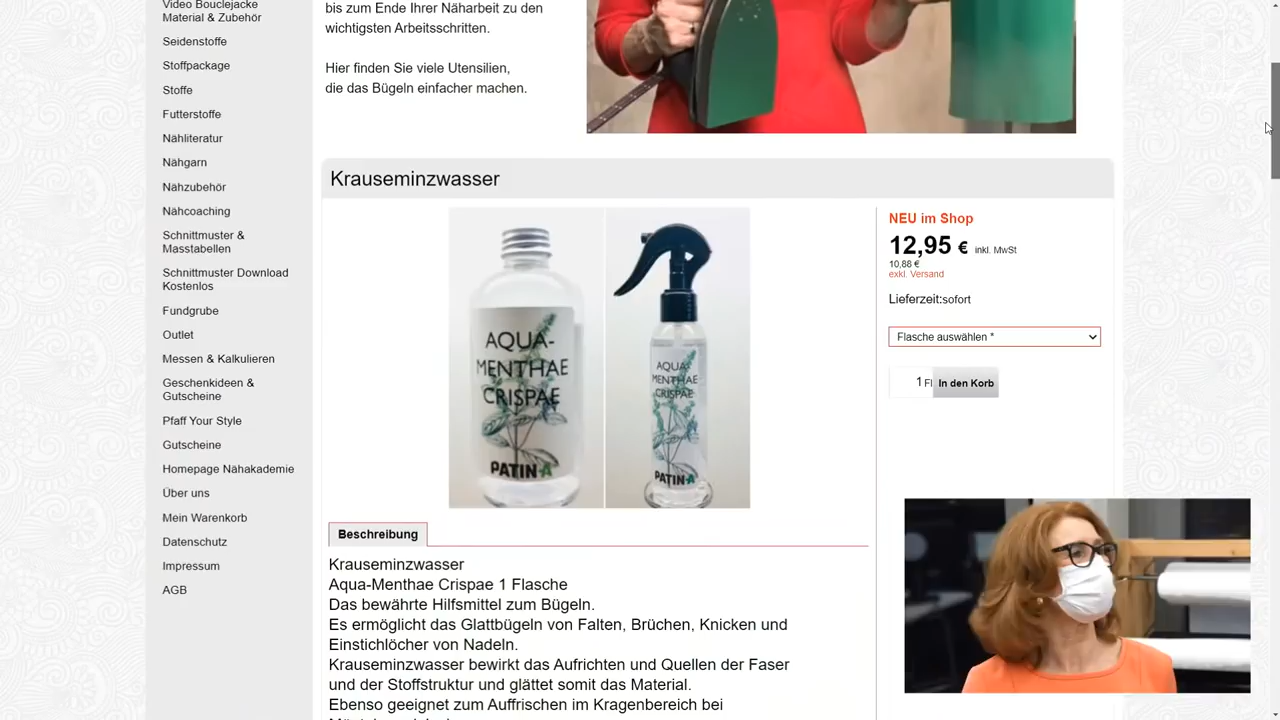 Video Bouclejacke
Material & Zubehör
Seidenstoffe
Stoffpackage
Stoffe
Futterstoffe
Nähliteratur
Nähgarn
Nähzubehör
Nähcoaching
Schnittmuster &
Masstabellen
Schnittmuster Download
Kostenlos
Fundgrube
Outlet
Messen & Kalkulieren
Geschenkideen &
Gutscheine
Pfaff Your Style
Gutscheine
Homepage Nähakademie
Über uns
Mein Warenkorb
Datenschutz
Impressum
AGB
bis zum Ende Ihrer Näharbeit zu den
wichtigsten Arbeitsschritten.
Hier finden Sie viele Utensilien,
die das Bügeln einfacher machen.
Krauseminzwasser
AQUA-
MENTHAE
CRISPAE
PATINA
AQUA-
MENTHAE
CRISPAE
PATINA
NEU im Shop
12,95 € inkl. MwSt
10,88 €
exkl. Versand
Lieferzeit:sofort
Flasche auswählen *
1 Fl In den Korb
Beschreibung
Krauseminzwasser
Aqua-Menthae Crispae 1 Flasche
Das bewährte Hilfsmittel zum Bügeln.
Es ermöglicht das Glattbügeln von Falten, Brüchen, Knicken und
Einstichlöcher von Nadeln.
Krauseminzwasser bewirkt das Aufrichten und Quellen der Faser
und der Stoffstruktur und glättet somit das Material.
Ebenso geeignet zum Auffrischen im Kragenbereich bei